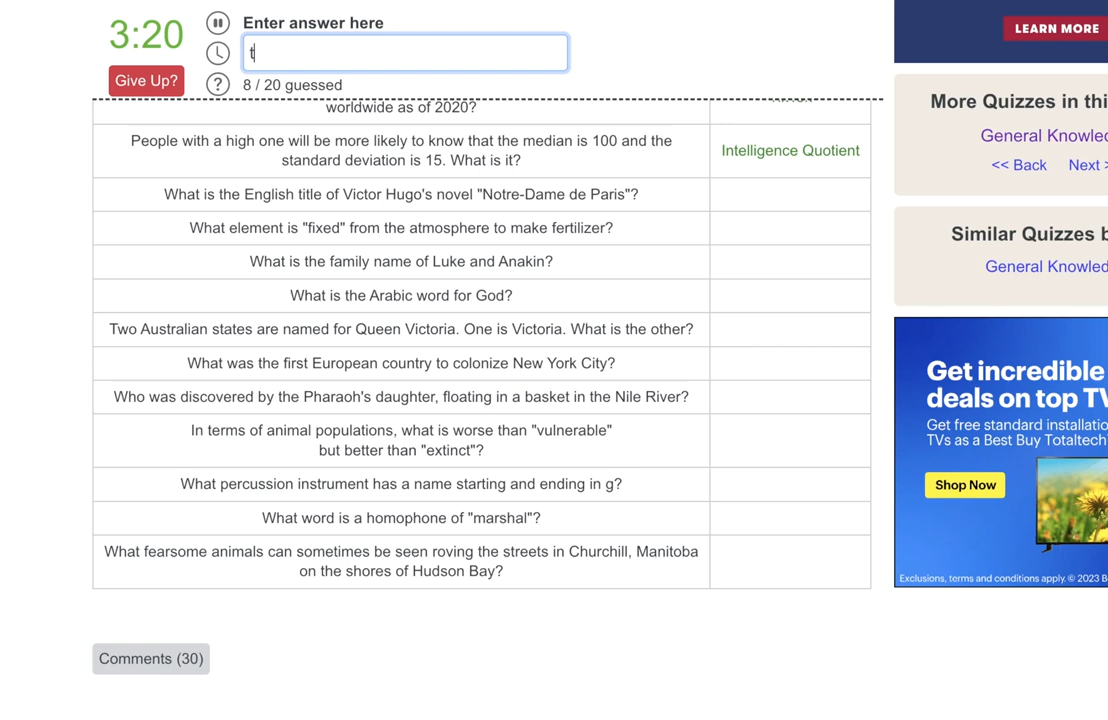 3:20
Give Up?
Enter answer here
t
?
8 / 20 guessed
worldwide as of 2020?
People with a high one will be more likely to know that the median is 100 and the
standard deviation is 15. What is it?
Intelligence Quotient
What is the English title of Victor Hugo's novel "Notre-Dame de Paris"?
What element is "fixed" from the atmosphere to make fertilizer?
What is the family name of Luke and Anakin?
What is the Arabic word for God?
Two Australian states are named for Queen Victoria. One is Victoria. What is the other?
What was the first European country to colonize New York City?
Who was discovered by the Pharaoh's daughter, floating in a basket in the Nile River?
In terms of animal populations, what is worse than "vulnerable"
but better than "extinct"?
What percussion instrument has a name starting and ending in g?
What word is a homophone of "marshal"?
What fearsome animals can sometimes be seen roving the streets in Churchill, Manitoba
on the shores of Hudson Bay?
Comments (30)
LEARN MORE
More Quizzes in thi
General Knowled
<< Back Next >
Similar Quizzes b
General Knowled
Get incredible
deals on top TV
Get free standard installatio
TVs as a Best Buy Totaltech
Shop Now
Exclusions, terms and conditions apply. © 2023 B